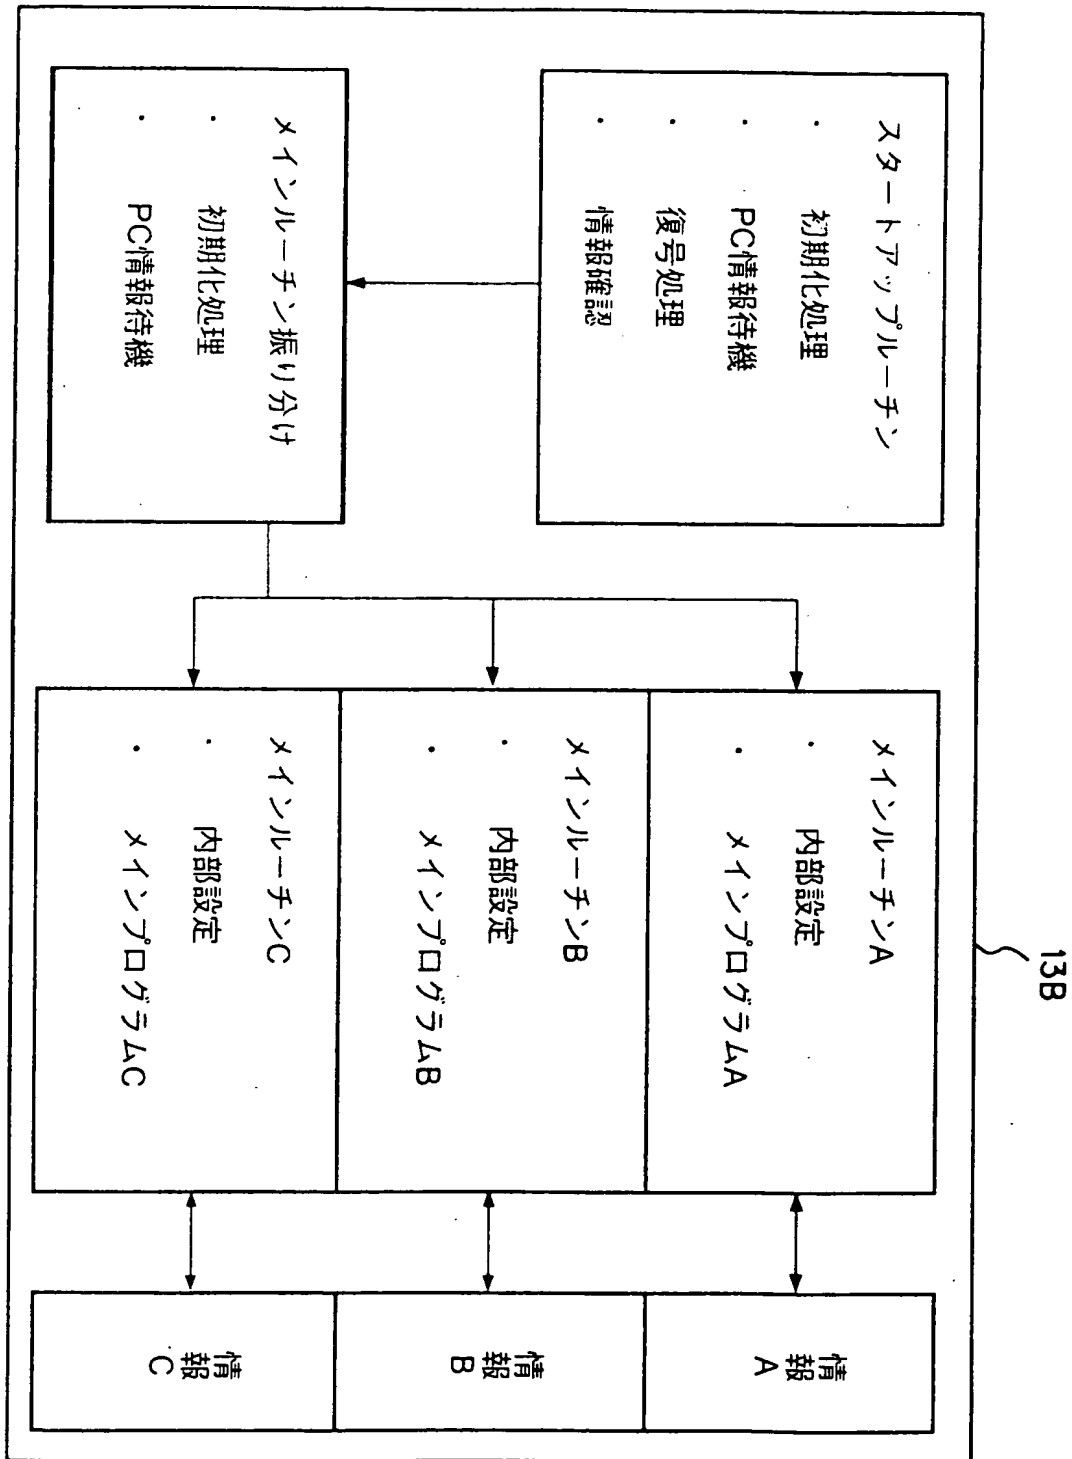 13B
スタートアップルーチン
・ 初期化処理
・ PC情報待機
・ 復号処理
・ 情報確認
メインルーチン振り分け
・ 初期化処理
・ PC情報待機
メインルーチンA
・ 内部設定
・ メインプログラムA
メインルーチンB
・ 内部設定
・ メインプログラムB
メインルーチンC
・ 内部設定
・ メインプログラムC
情報
A
情報
B
情報
C